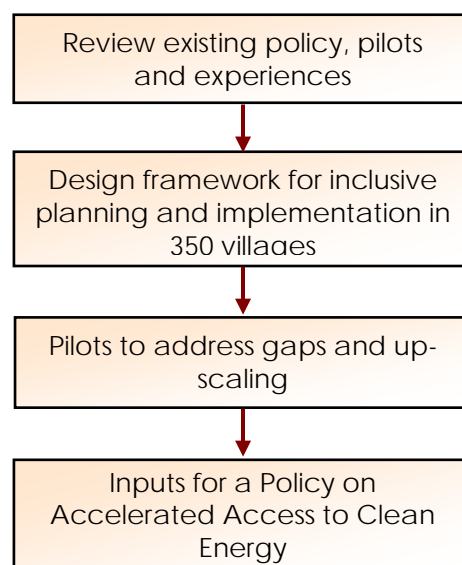 Review existing policy, pilots
and experiences
Design framework for inclusive
planning and implementation in
350 villages
Pilots to address gaps and up-
scaling
Inputs for a Policy on
Accelerated Access to Clean
Energy